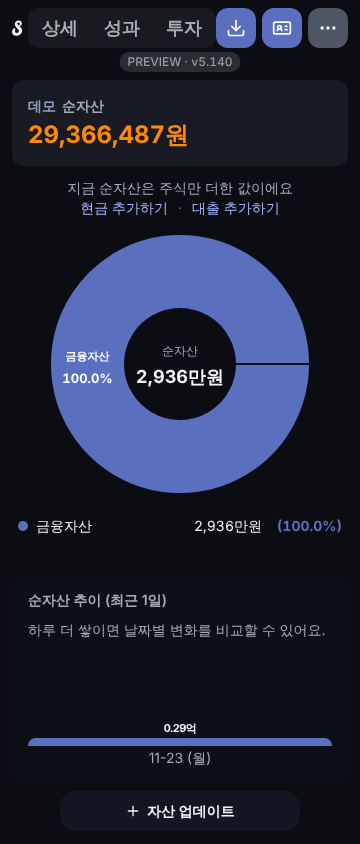 상세 성과 투자
PREVIEW · v5.140
데모 순자산
29,366,487원
지금 순자산은 주식만 더한 값이에요
현금 추가하기 · 대출 추가하기
금융자산
100.0%
순자산
2,936만원
금융자산 2,936만원 (100.0%)
순자산 추이 (최근 1일)
하루 더 쌓이면 날짜별 변화를 비교할 수 있어요.
0.29억
11-23 (월)
+ 자산 업데이트